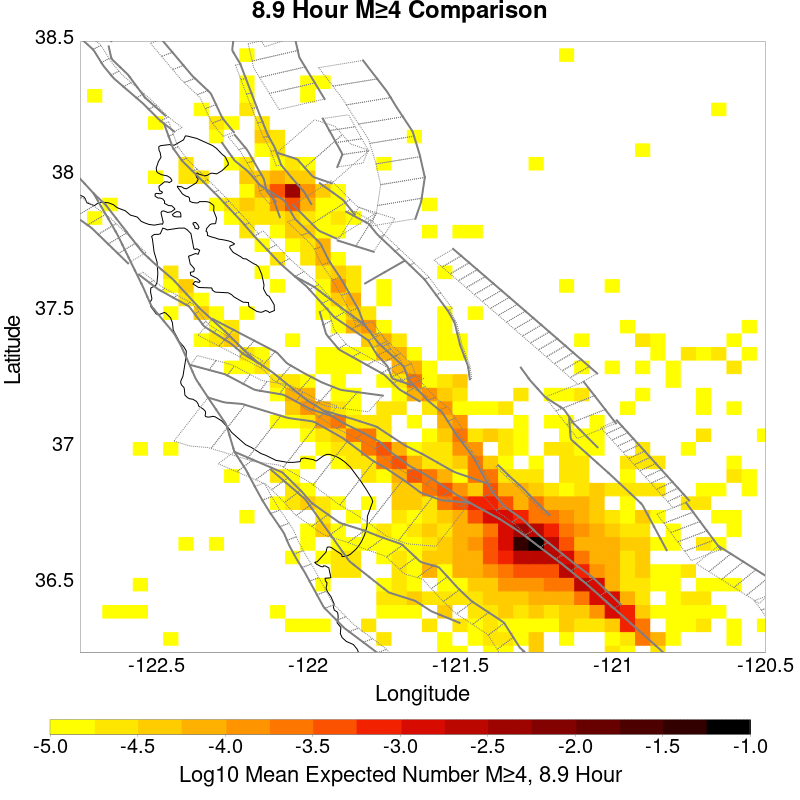 8.9 Hour M≥4 Comparison
38.5
38
37.5
37
36.5
Latitude
-122.5 -122 -121.5 -121 -120.5
Longitude
-5.0 -4.5 -4.0 -3.5 -3.0 -2.5 -2.0 -1.5 -1.0
Log10 Mean Expected Number M≥4, 8.9 Hour